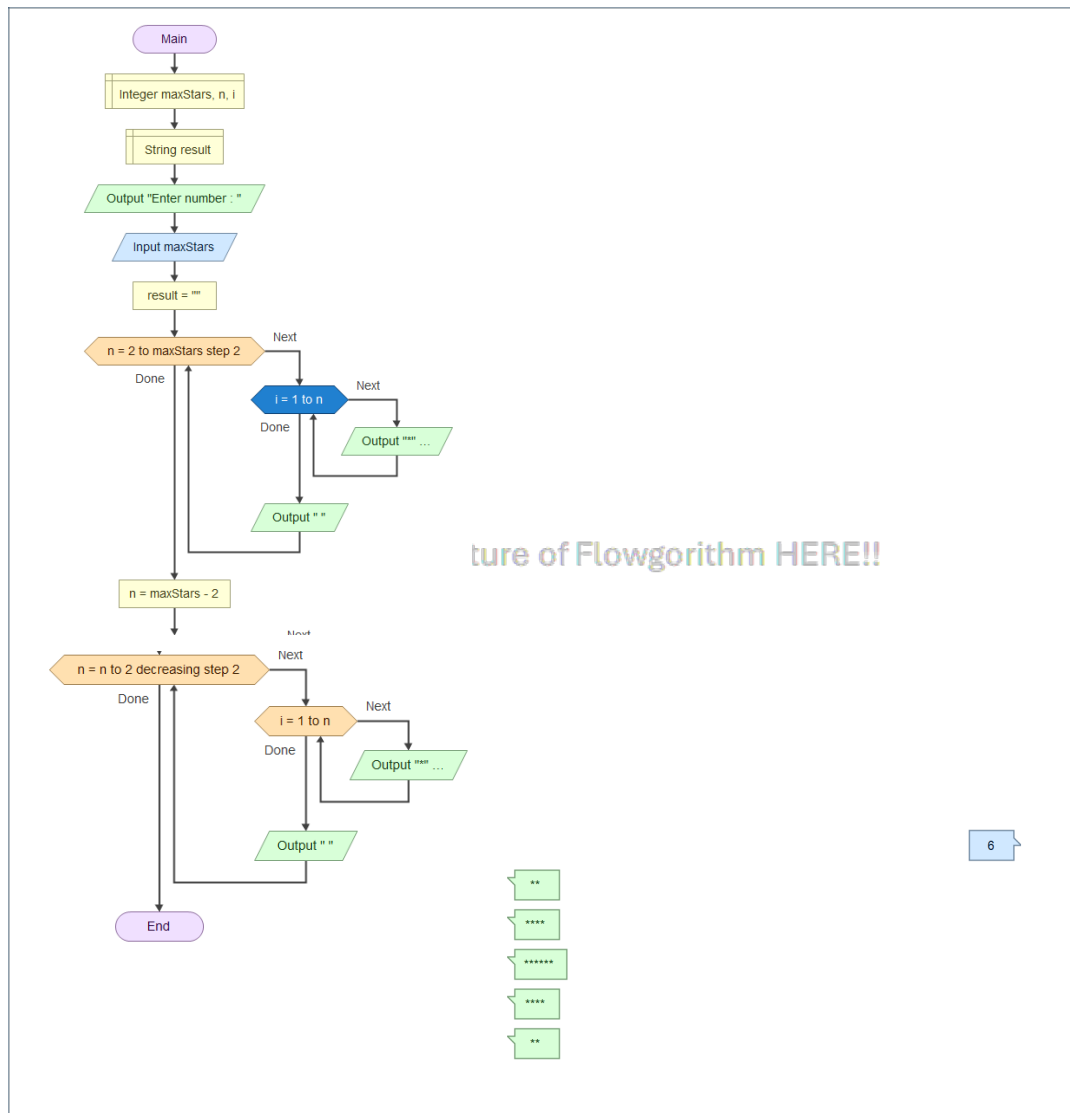 Main
Integer maxStars, n, i
String result
Output "Enter number : "
Input maxStars
result = ""
n = 2 to maxStars step 2
Next
Done
i = 1 to n
Next
Done
Output "*" ...
Output " "
ture of Flowgorithm HERE!!
n = maxStars - 2
Next
n = n to 2 decreasing step 2
Next
Done
i = 1 to n
Next
Done
Output "*" ...
Output " "
End
6
**
****
******
****
**